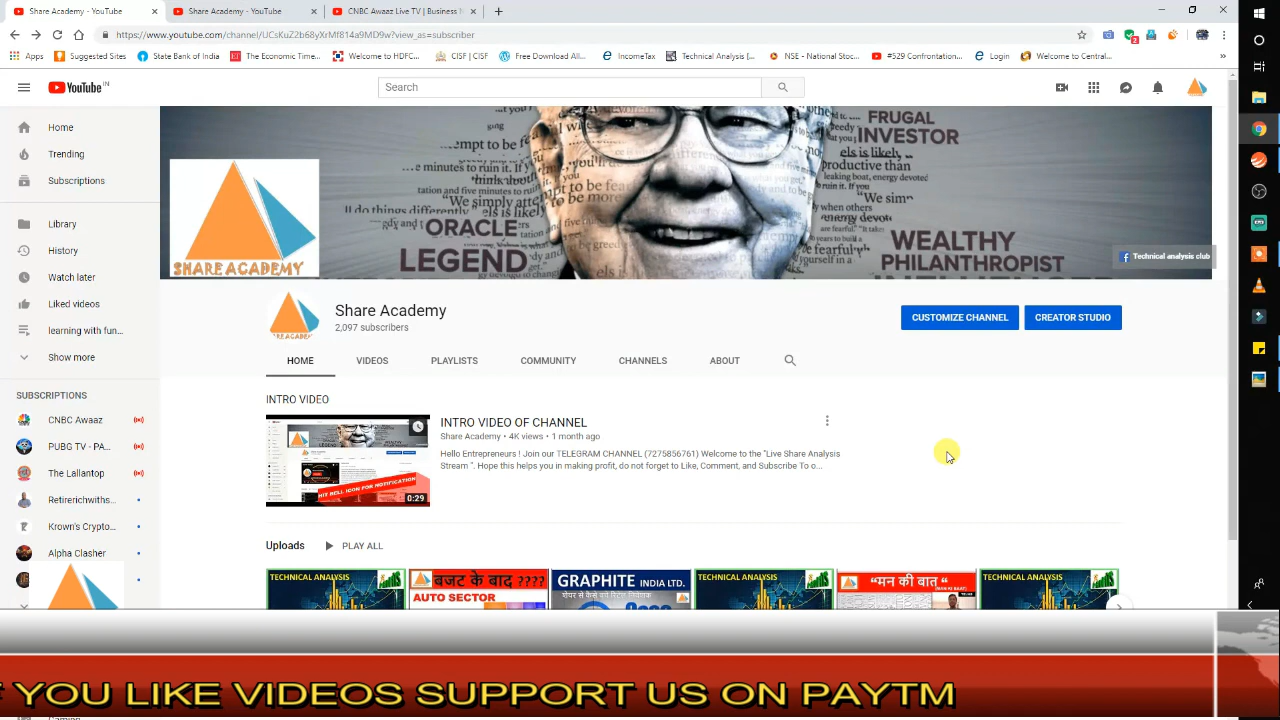 Share Academy - YouTube
Share Academy - YouTube
CNBC Awaaz Live TV | Business N
https://www.youtube.com/channel/UCsKuZ2b68yXrMf814a9MD9w?view_as=subscriber
Apps
Suggested Sites
State Bank of India
The Economic Time...
Welcome to HDFC...
CISF | CISF
Free Download All...
IncomeTax
Technical Analysis [...
NSE - National Stoc...
#529 Confrontation...
Login
Welcome to Central...
YouTube IN
Search
Home
Trending
Subscriptions
Library
History
Watch later
Liked videos
learning with fun...
Show more
SUBSCRIPTIONS
CNBC Awaaz
PUBG TV - PA...
The Lallantop
Retirerichwiths...
Krown's Crypto...
Alpha Clasher
FRUGAL
INVESTOR
ORACLE
LEGEND
WEALTHY
PHILANTHROPIST
SHARE ACADEMY
Technical analysis club
Share Academy
2,097 subscribers
CUSTOMIZE CHANNEL
CREATOR STUDIO
HOME
VIDEOS
PLAYLISTS
COMMUNITY
CHANNELS
ABOUT
INTRO VIDEO
HIT BELL ICON FOR NOTIFICATION
0:29
INTRO VIDEO OF CHANNEL
Share Academy • 4K views • 1 month ago
Hello Entrepreneurs ! Join our TELEGRAM CHANNEL (7275856761) Welcome to the "Live Share Analysis
Stream ". Hope this helps you in making profit, do not forget to Like, Comment, and Subscribe To o...
Uploads
PLAY ALL
TECHNICAL ANALYSIS
बजट के बाद ????
AUTO SECTOR
GRAPHITE INDIA LTD.
TECHNICAL ANALYSIS
"मन की बात"
TECHNICAL ANALYSIS
YOU LIKE VIDEOS SUPPORT US ON PAYTM